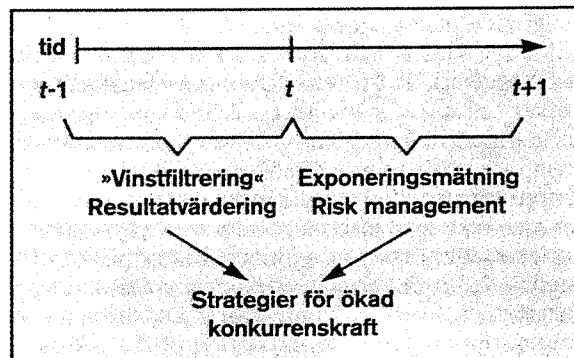 tid
t-1 t t+1
»Vinstfiltrering« Exponeringsmätning
Resultatvärdering Risk management
Strategier för ökad
konkurrenskraft